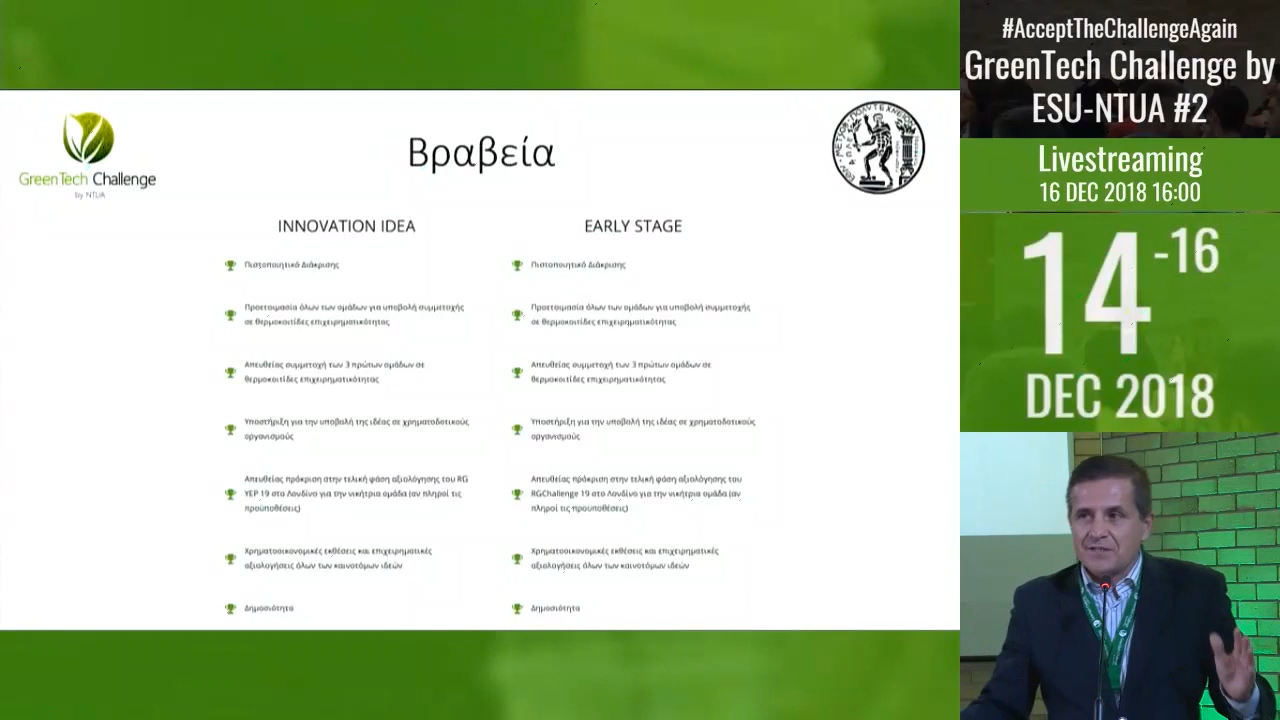 GreenTech Challenge
by NTUA
Βραβεία
INNOVATION IDEA
Πιστοποιητικό Διάκρισης
Προετοιμασία όλων των ομάδων για υποβολή συμμετοχής
σε θερμοκοιτίδες επιχειρηματικότητας
Απευθείας συμμετοχή των 3 πρώτων ομάδων σε
θερμοκοιτίδες επιχειρηματικότητας
Υποστήριξη για την υποβολή της ιδέας σε χρηματοδοτικούς
οργανισμούς
Απευθείας πρόκριση στην τελική φάση αξιολόγησης του RG
YEP 19 στο Λονδίνο για την νικήτρια ομάδα (αν πληροί τις
προϋποθέσεις)
Χρηματοοικονομικές εκθέσεις και επιχειρηματικές
αξιολογήσεις όλων των καινοτόμων ιδεών
Δημοσιότητα
EARLY STAGE
Πιστοποιητικό Διάκρισης
Προετοιμασία όλων των ομάδων για υποβολή συμμετοχής
σε θερμοκοιτίδες επιχειρηματικότητας
Απευθείας συμμετοχή των 3 πρώτων ομάδων σε
θερμοκοιτίδες επιχειρηματικότητας
Υποστήριξη για την υποβολή της ιδέας σε χρηματοδοτικούς
οργανισμούς
Απευθείας πρόκριση στην τελική φάση αξιολόγησης του
RGChallenge 19 στο Λονδίνο για την νικήτρια ομάδα (αν
πληροί τις προϋποθέσεις)
Χρηματοοικονομικές εκθέσεις και επιχειρηματικές
αξιολογήσεις όλων των καινοτόμων ιδεών
Δημοσιότητα
#AcceptTheChallengeAgain
GreenTech Challenge by
ESU-NTUA #2
Livestreaming
16 DEC 2018 16:00
14-16
DEC 2018